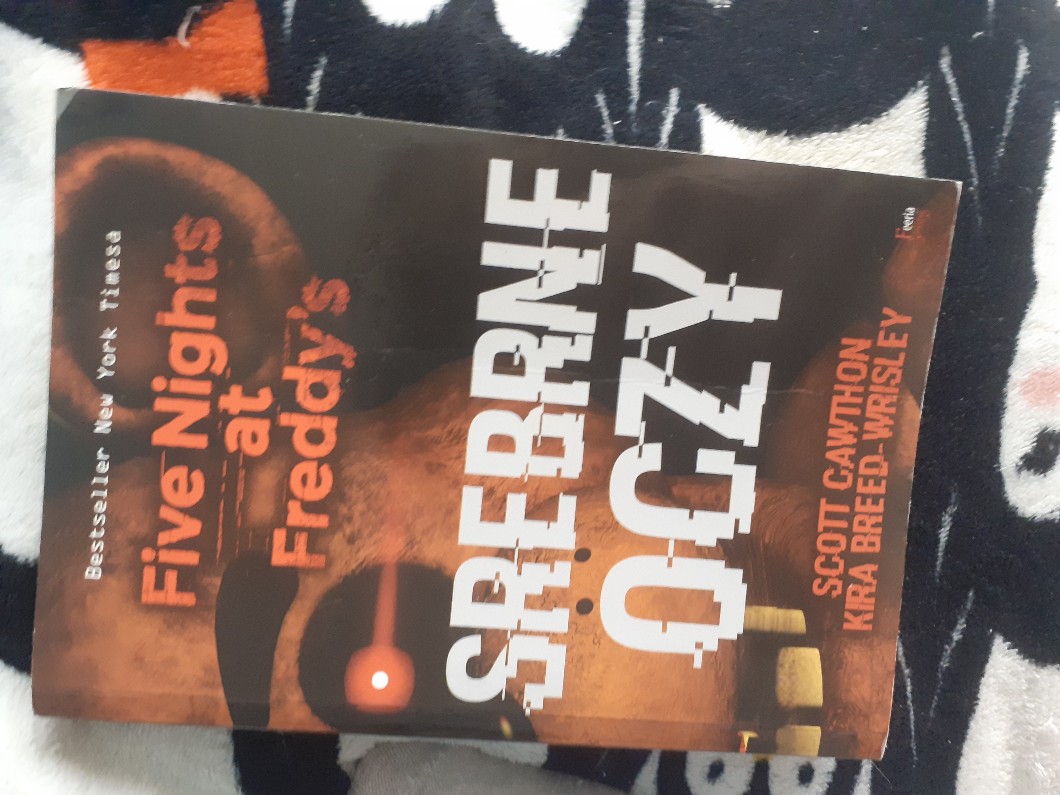 Bestseller New York Timesa
Five Nights
at
Freddy's
SREBRNE
OCZY
SCOTT CAWTHON
KIRA BREED-WRISLEY
Feeria